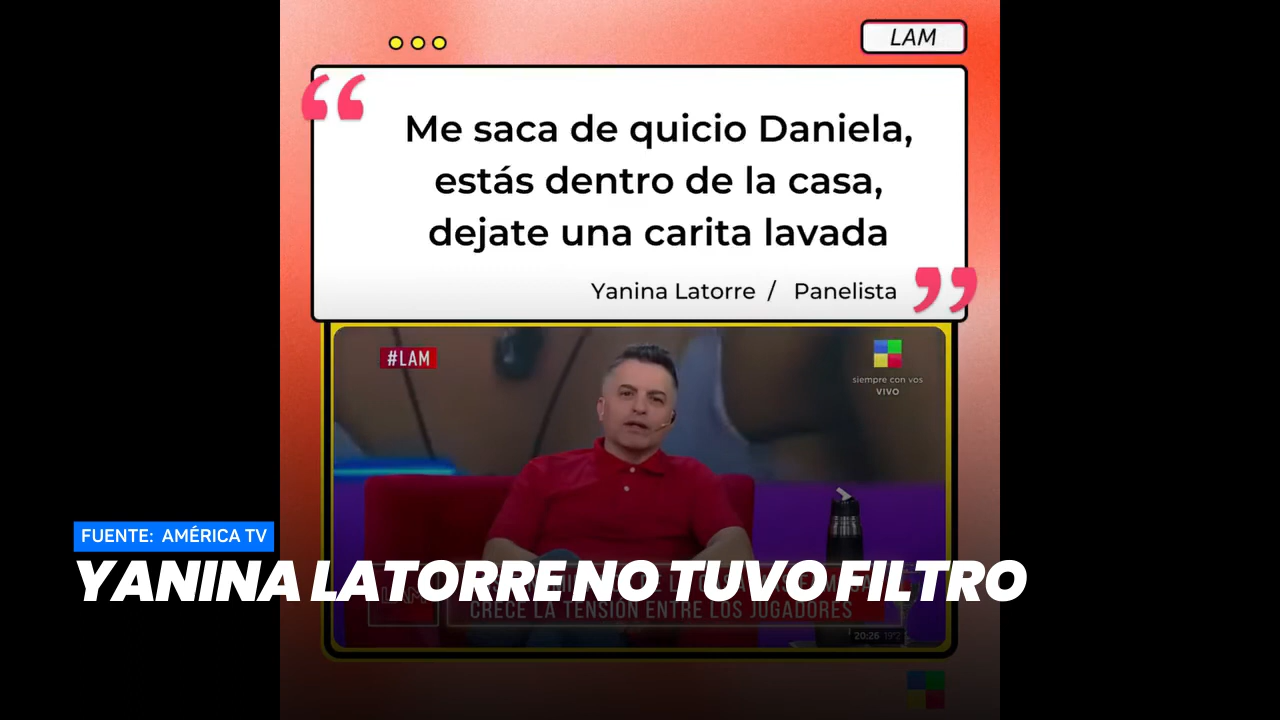 LAM
Me saca de quicio Daniela,
estás dentro de la casa,
dejate una carita lavada
Yanina Latorre / Panelista
#LAM
siempre con vos
VIVO
FUENTE: AMÉRICA TV
YANINA LATORRE NO TUVO FILTRO
CRECE LA TENSIÓN ENTRE LOS JUGADORES
20:26 19°2